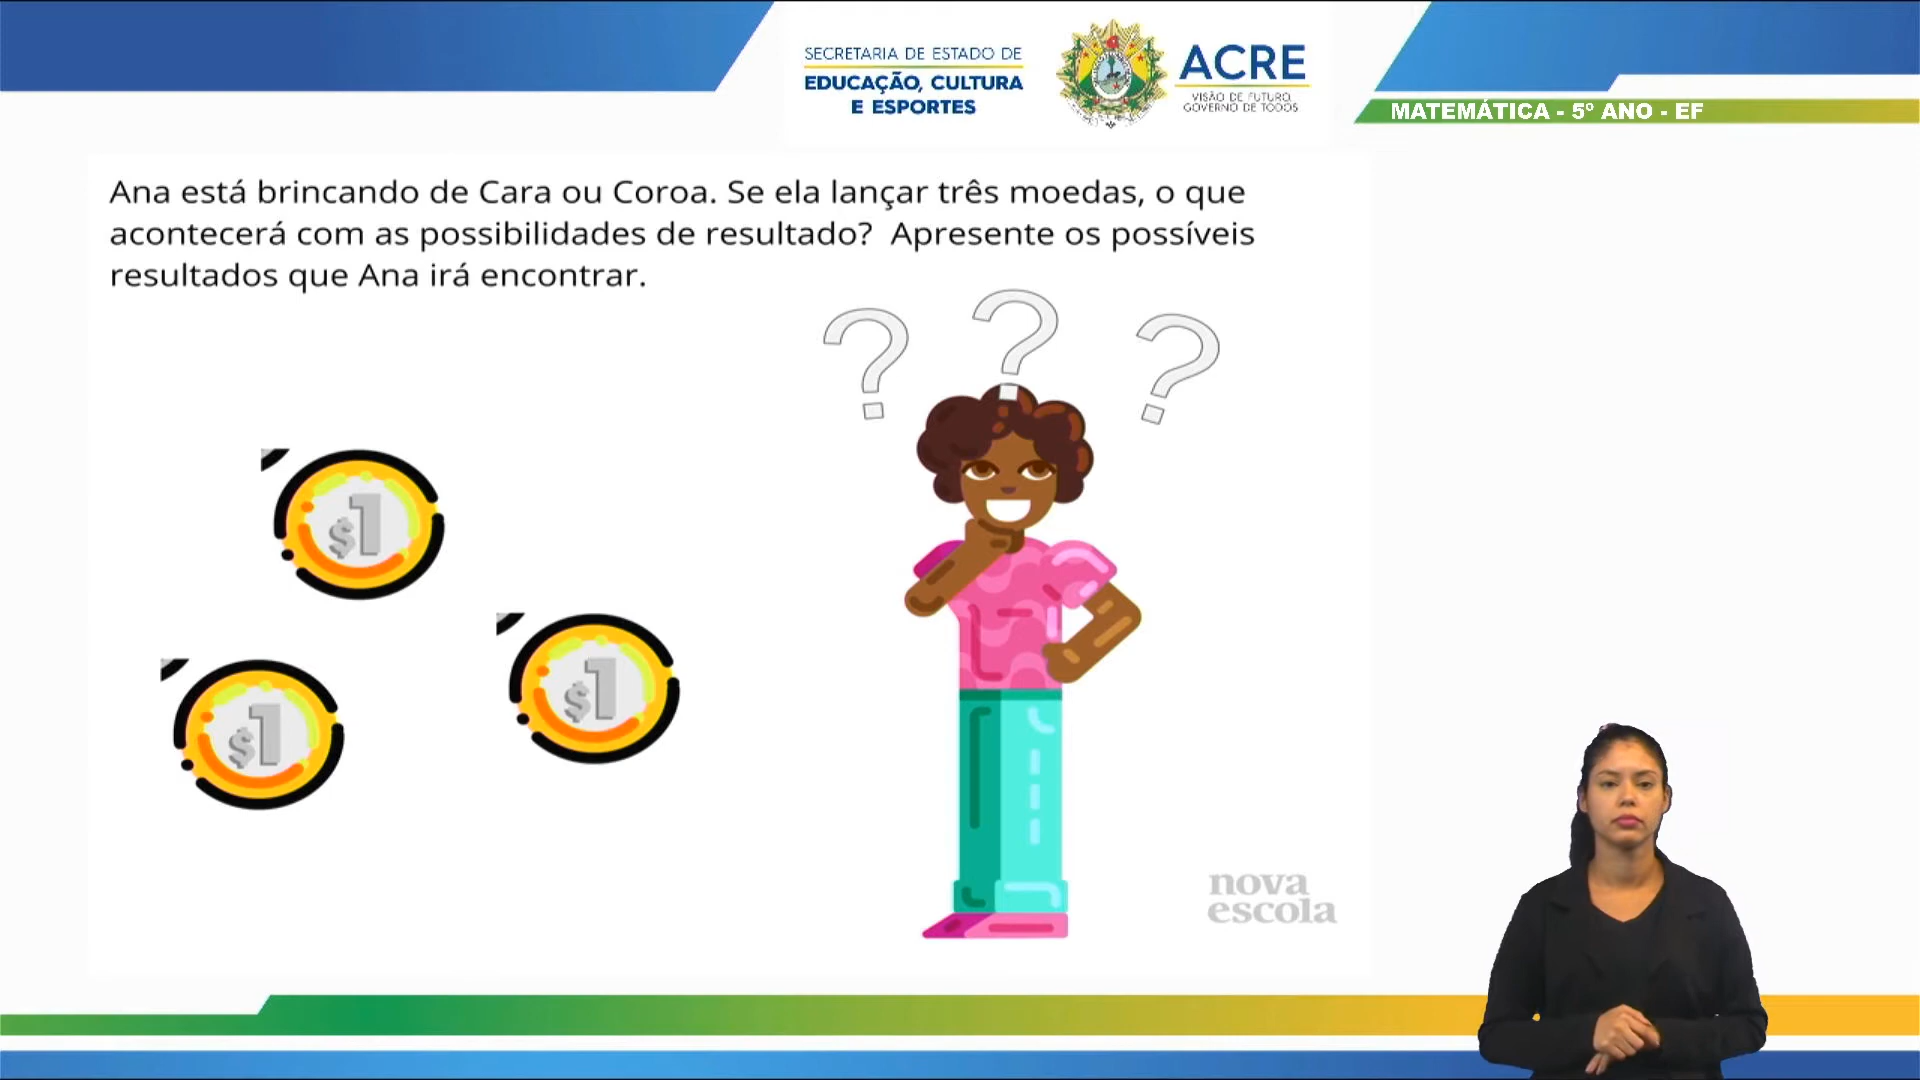 SECRETARIA DE ESTADO DE
EDUCAÇÃO, CULTURA
E ESPORTES
ACRE
VISÃO DE FUTURO,
GOVERNO DE TODOS
MATEMÁTICA - 5º ANO - EF
Ana está brincando de Cara ou Coroa. Se ela lançar três moedas, o que
acontecerá com as possibilidades de resultado? Apresente os possíveis
resultados que Ana irá encontrar.
? ? ?
$1
$1
$1
nova
escola